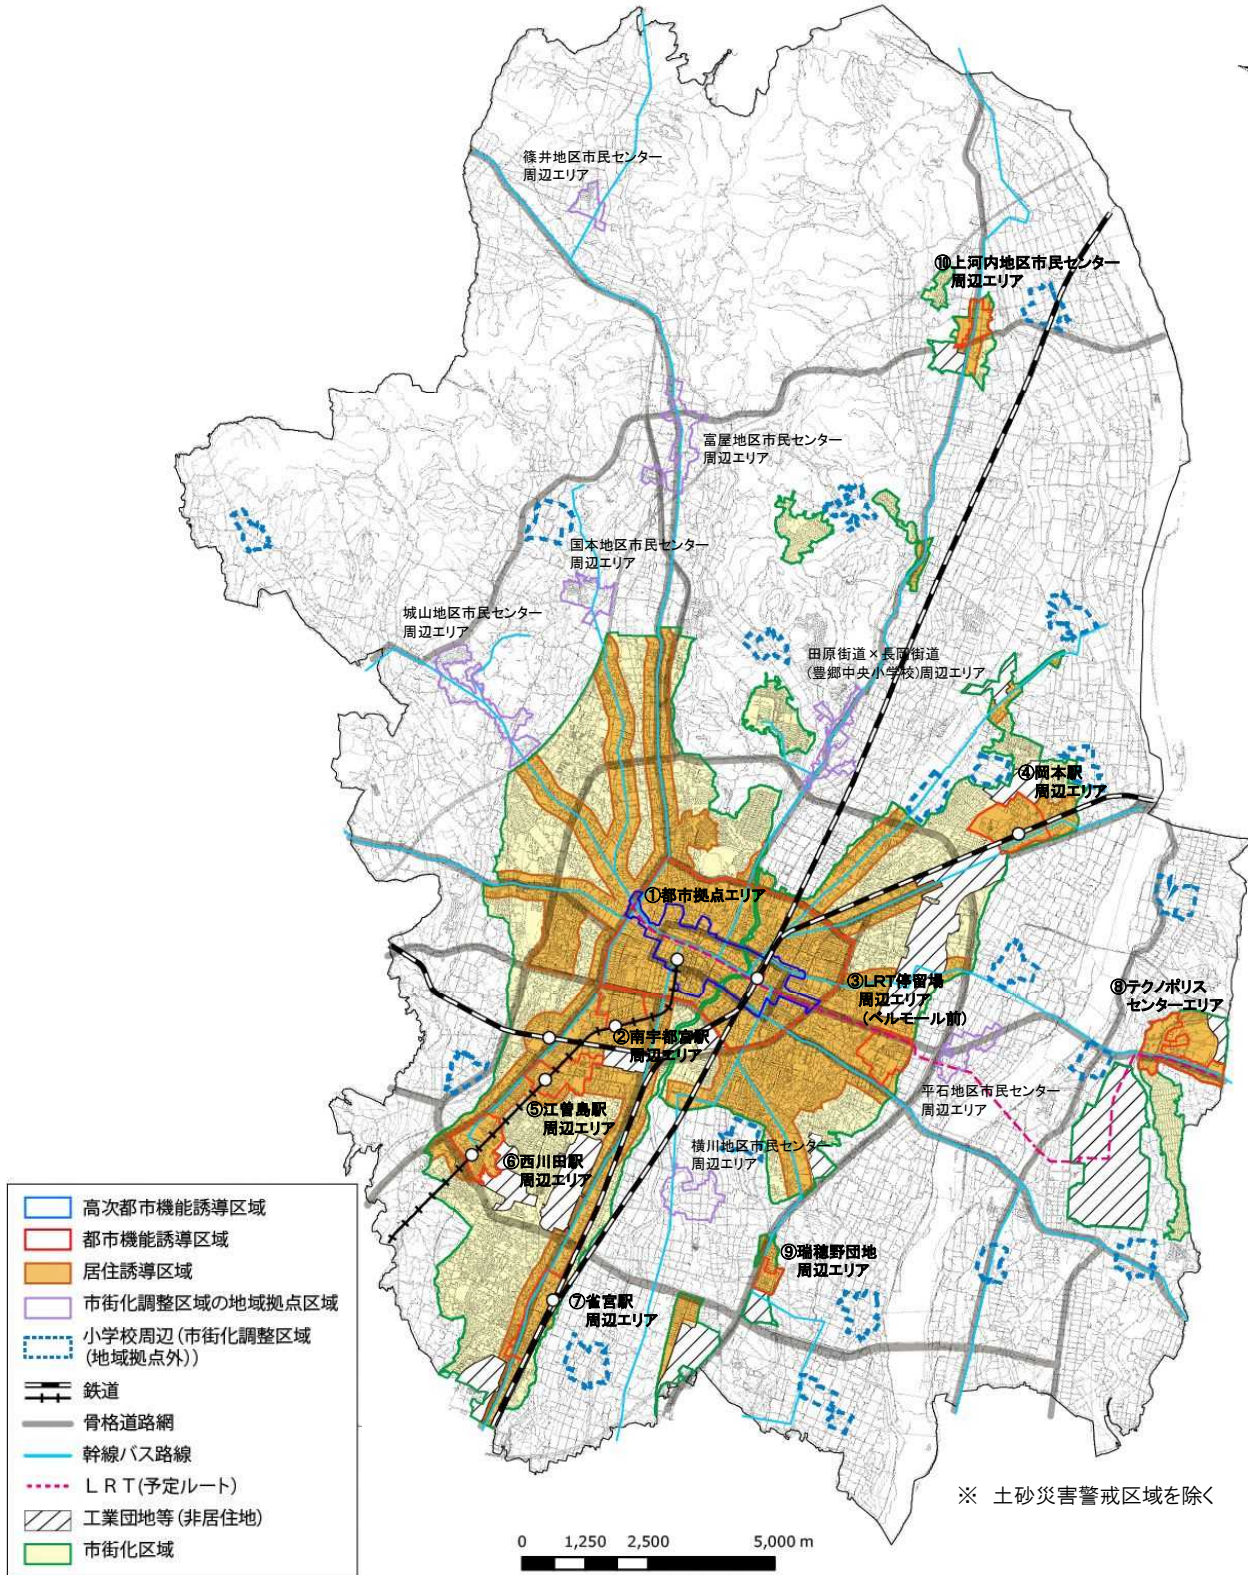 篠井地区市民センター
周辺エリア
⑩上河内地区市民センター
周辺エリア
富屋地区市民センター
周辺エリア
国本地区市民センター
周辺エリア
城山地区市民センター
周辺エリア
田原街道×長岡街道
(豊郷中央小学校)周辺エリア
④岡本駅
周辺エリア
①都市拠点エリア
③LRT停留場
周辺エリア
(ベルモール前)
⑧テクノポリス
センターエリア
②南宇都宮駅
周辺エリア
平石地区市民センター
周辺エリア
⑤江曽島駅
周辺エリア
横川地区市民センター
周辺エリア
⑥西川田駅
周辺エリア
⑨瑞穂野団地
周辺エリア
⑦雀宮駅
周辺エリア
高次都市機能誘導区域
都市機能誘導区域
居住誘導区域
市街化調整区域の地域拠点区域
小学校周辺(市街化調整区域
(地域拠点外))
鉄道
骨格道路網
幹線バス路線
LRT(予定ルート)
工業団地等(非居住地)
市街化区域
※ 土砂災害警戒区域を除く
0 1,250 2,500 5,000 m